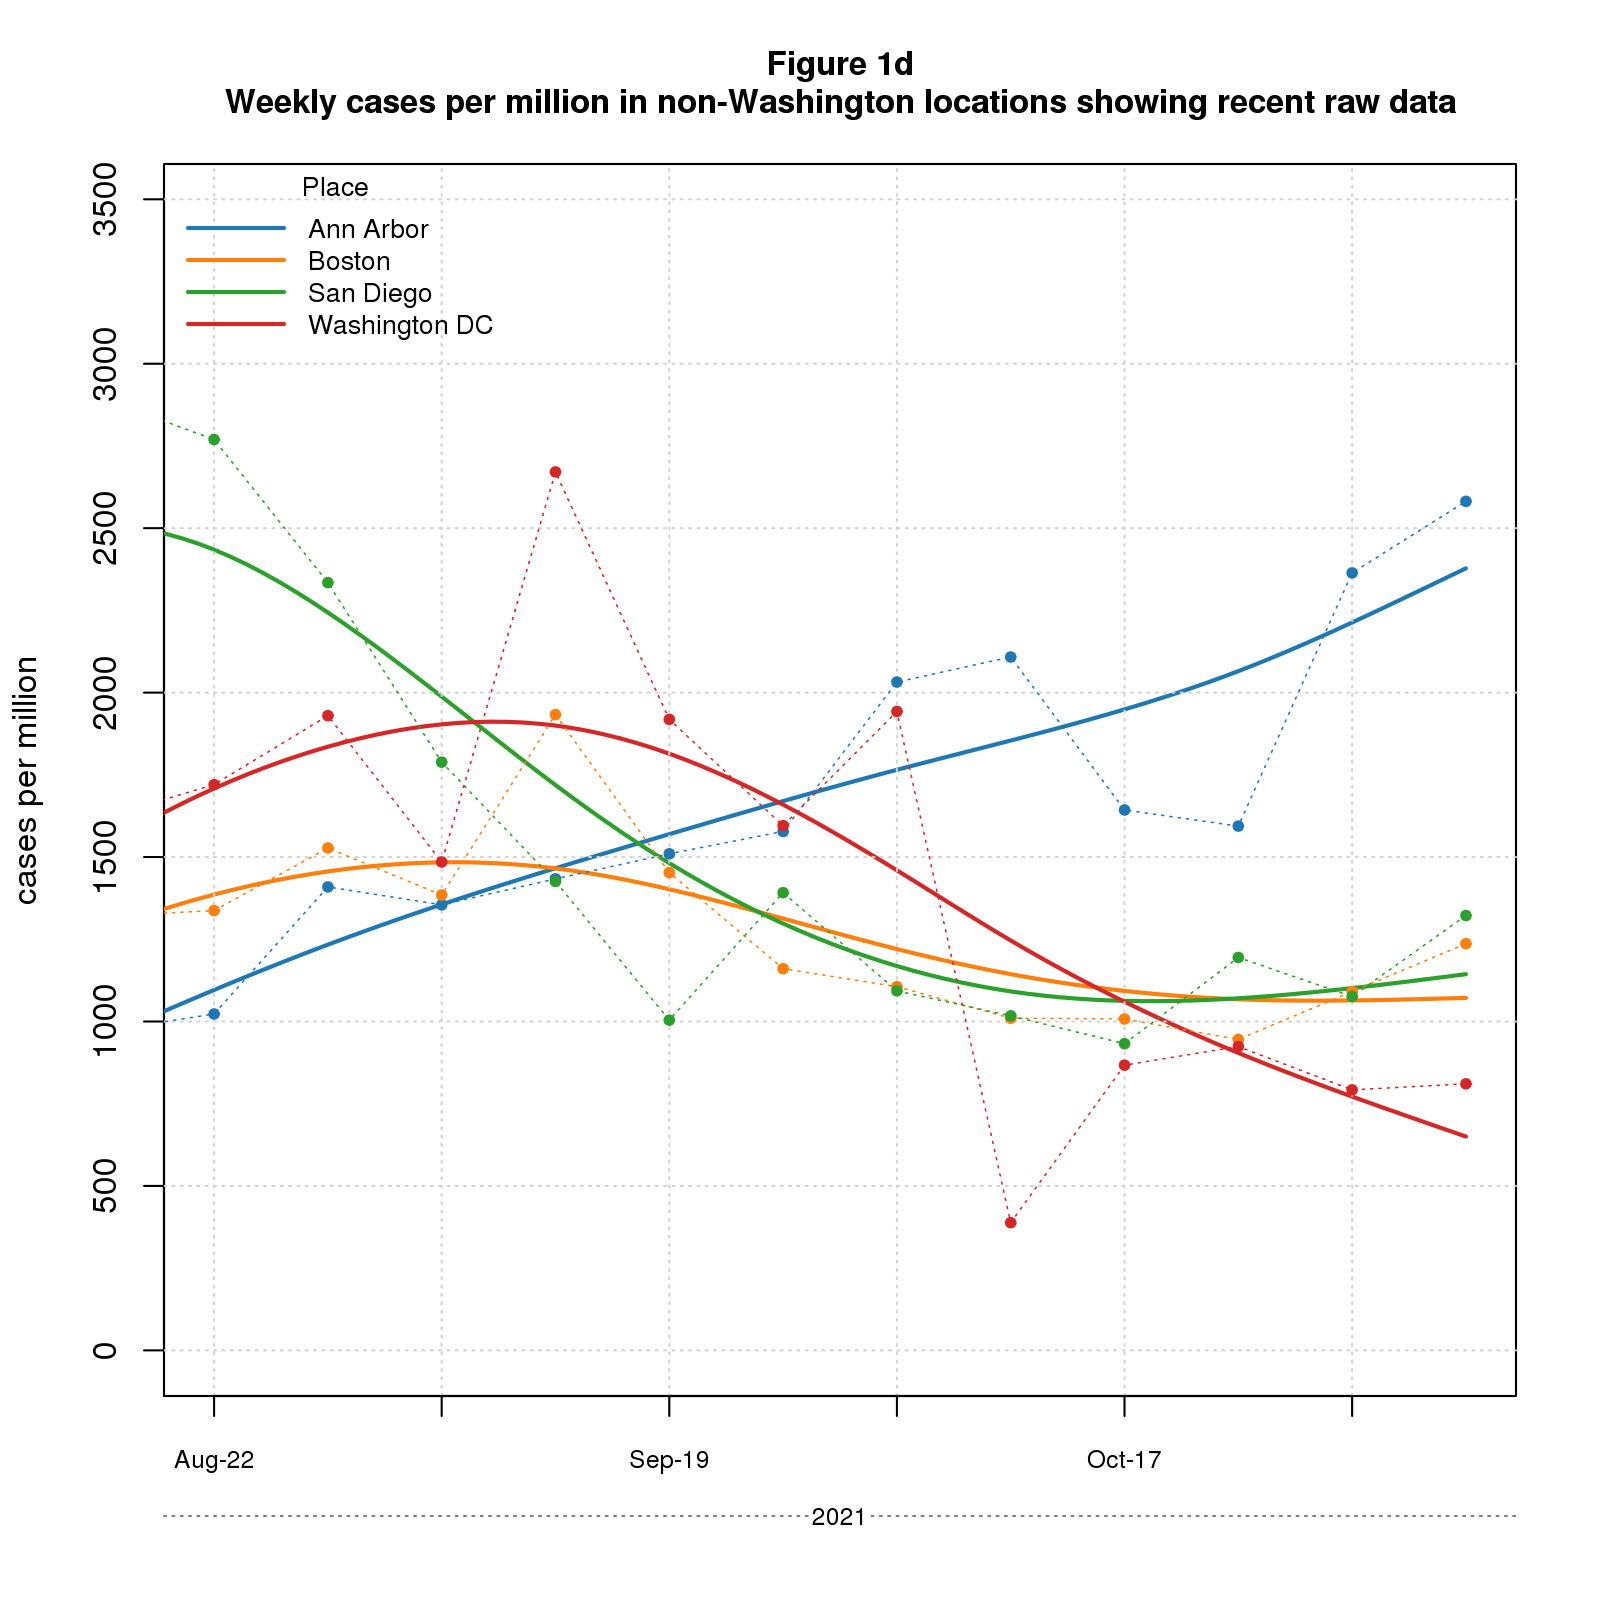 Figure 1d
Weekly cases per million in non-Washington locations showing recent raw data
Place
Ann Arbor
Boston
San Diego
Washington DC
cases per million
3500
3000
2500
2000
1500
1000
500
0
Aug-22 Sep-19 Oct-17
2021